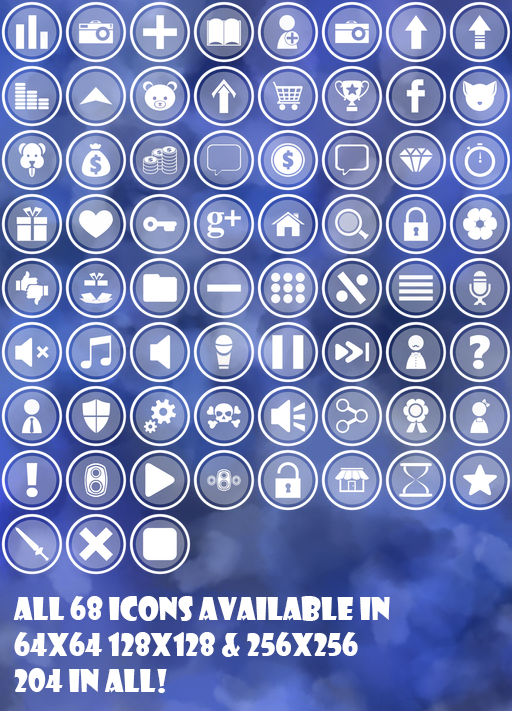 $
$
g+
f
%
?
!
ALL 68 ICONS AVAILABLE IN
64X64 128X128 & 256X256
204 IN ALL!